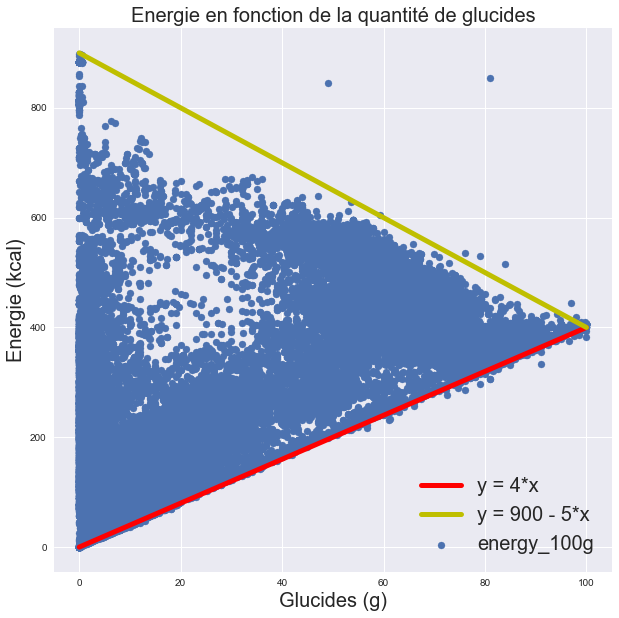 Energie en fonction de la quantité de glucides
Energie (kcal)
800
600
400
200
0
0 20 40 60 80 100
Glucides (g)
y = 4*x
y = 900 - 5*x
energy_100g